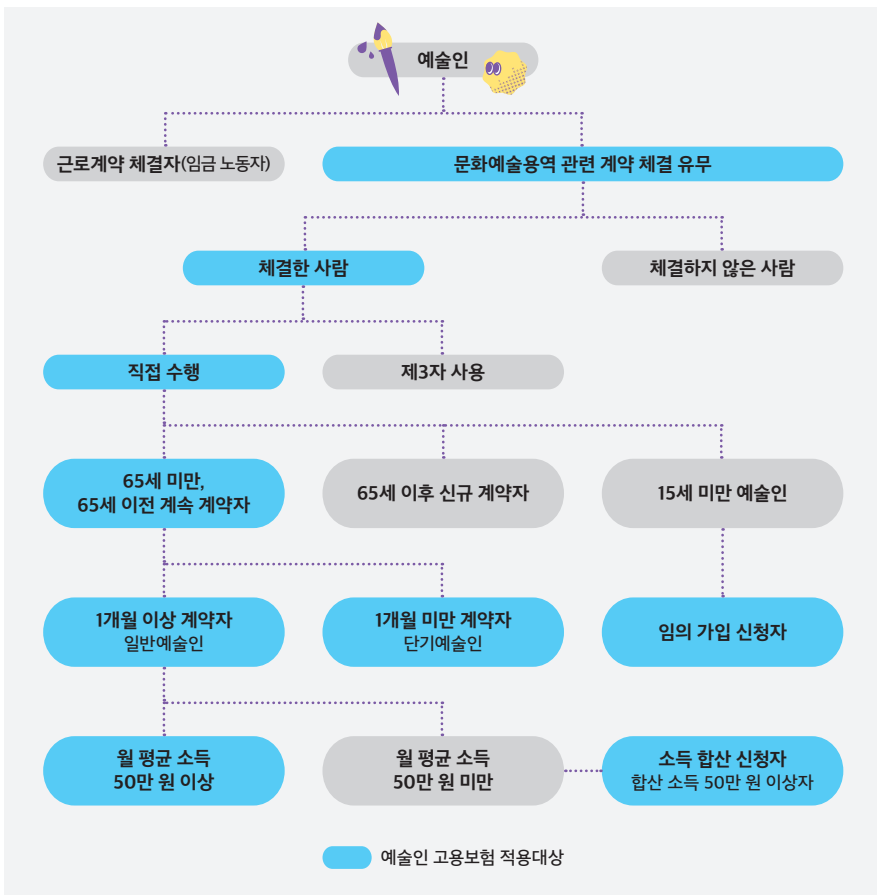 예술인
근로계약 체결자(임금 노동자)
문화예술용역 관련 계약 체결 유무
체결한 사람
체결하지 않은 사람
직접 수행
제3자 사용
65세 미만,
65세 이전 계속 계약자
65세 이후 신규 계약자
15세 미만 예술인
1개월 이상 계약자
일반예술인
1개월 미만 계약자
단기예술인
임의 가입 신청자
월 평균 소득
50만 원 이상
월 평균 소득
50만 원 미만
소득 합산 신청자
합산 소득 50만 원 이상자
예술인 고용보험 적용대상